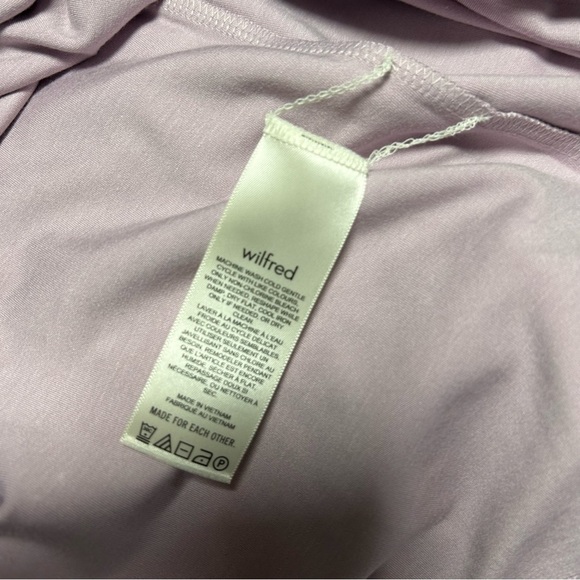 wilfred
MACHINE WASH COLD GENTLE
CYCLE WITH LIKE COLOURS.
ONLY NON-CHLORINE BLEACH
WHEN NEEDED. RESHAPE WHILE
DAMP. DRY FLAT. COOL IRON
ONLY IF NEEDED. OR DRY
CLEAN
LAVER À LA MACHINE À L'EAU
FROIDE AU CYCLE DELICAT
AVEC COULEURS SEMBLABLES.
UTILISER SEULEMENT UN
JAVELLISANT SANS CHLORE AU
BESOIN. REMODELER PENDANT
QUE L'ARTICLE EST ENCORE
HUMIDE. SÉCHER À PLAT.
REPASSAGE DOUX SI
NÉCESSAIRE. OU NETTOYER À
SEC.
MADE IN VIETNAM
FABRIQUÉ AU VIETNAM
MADE FOR EACH OTHER.